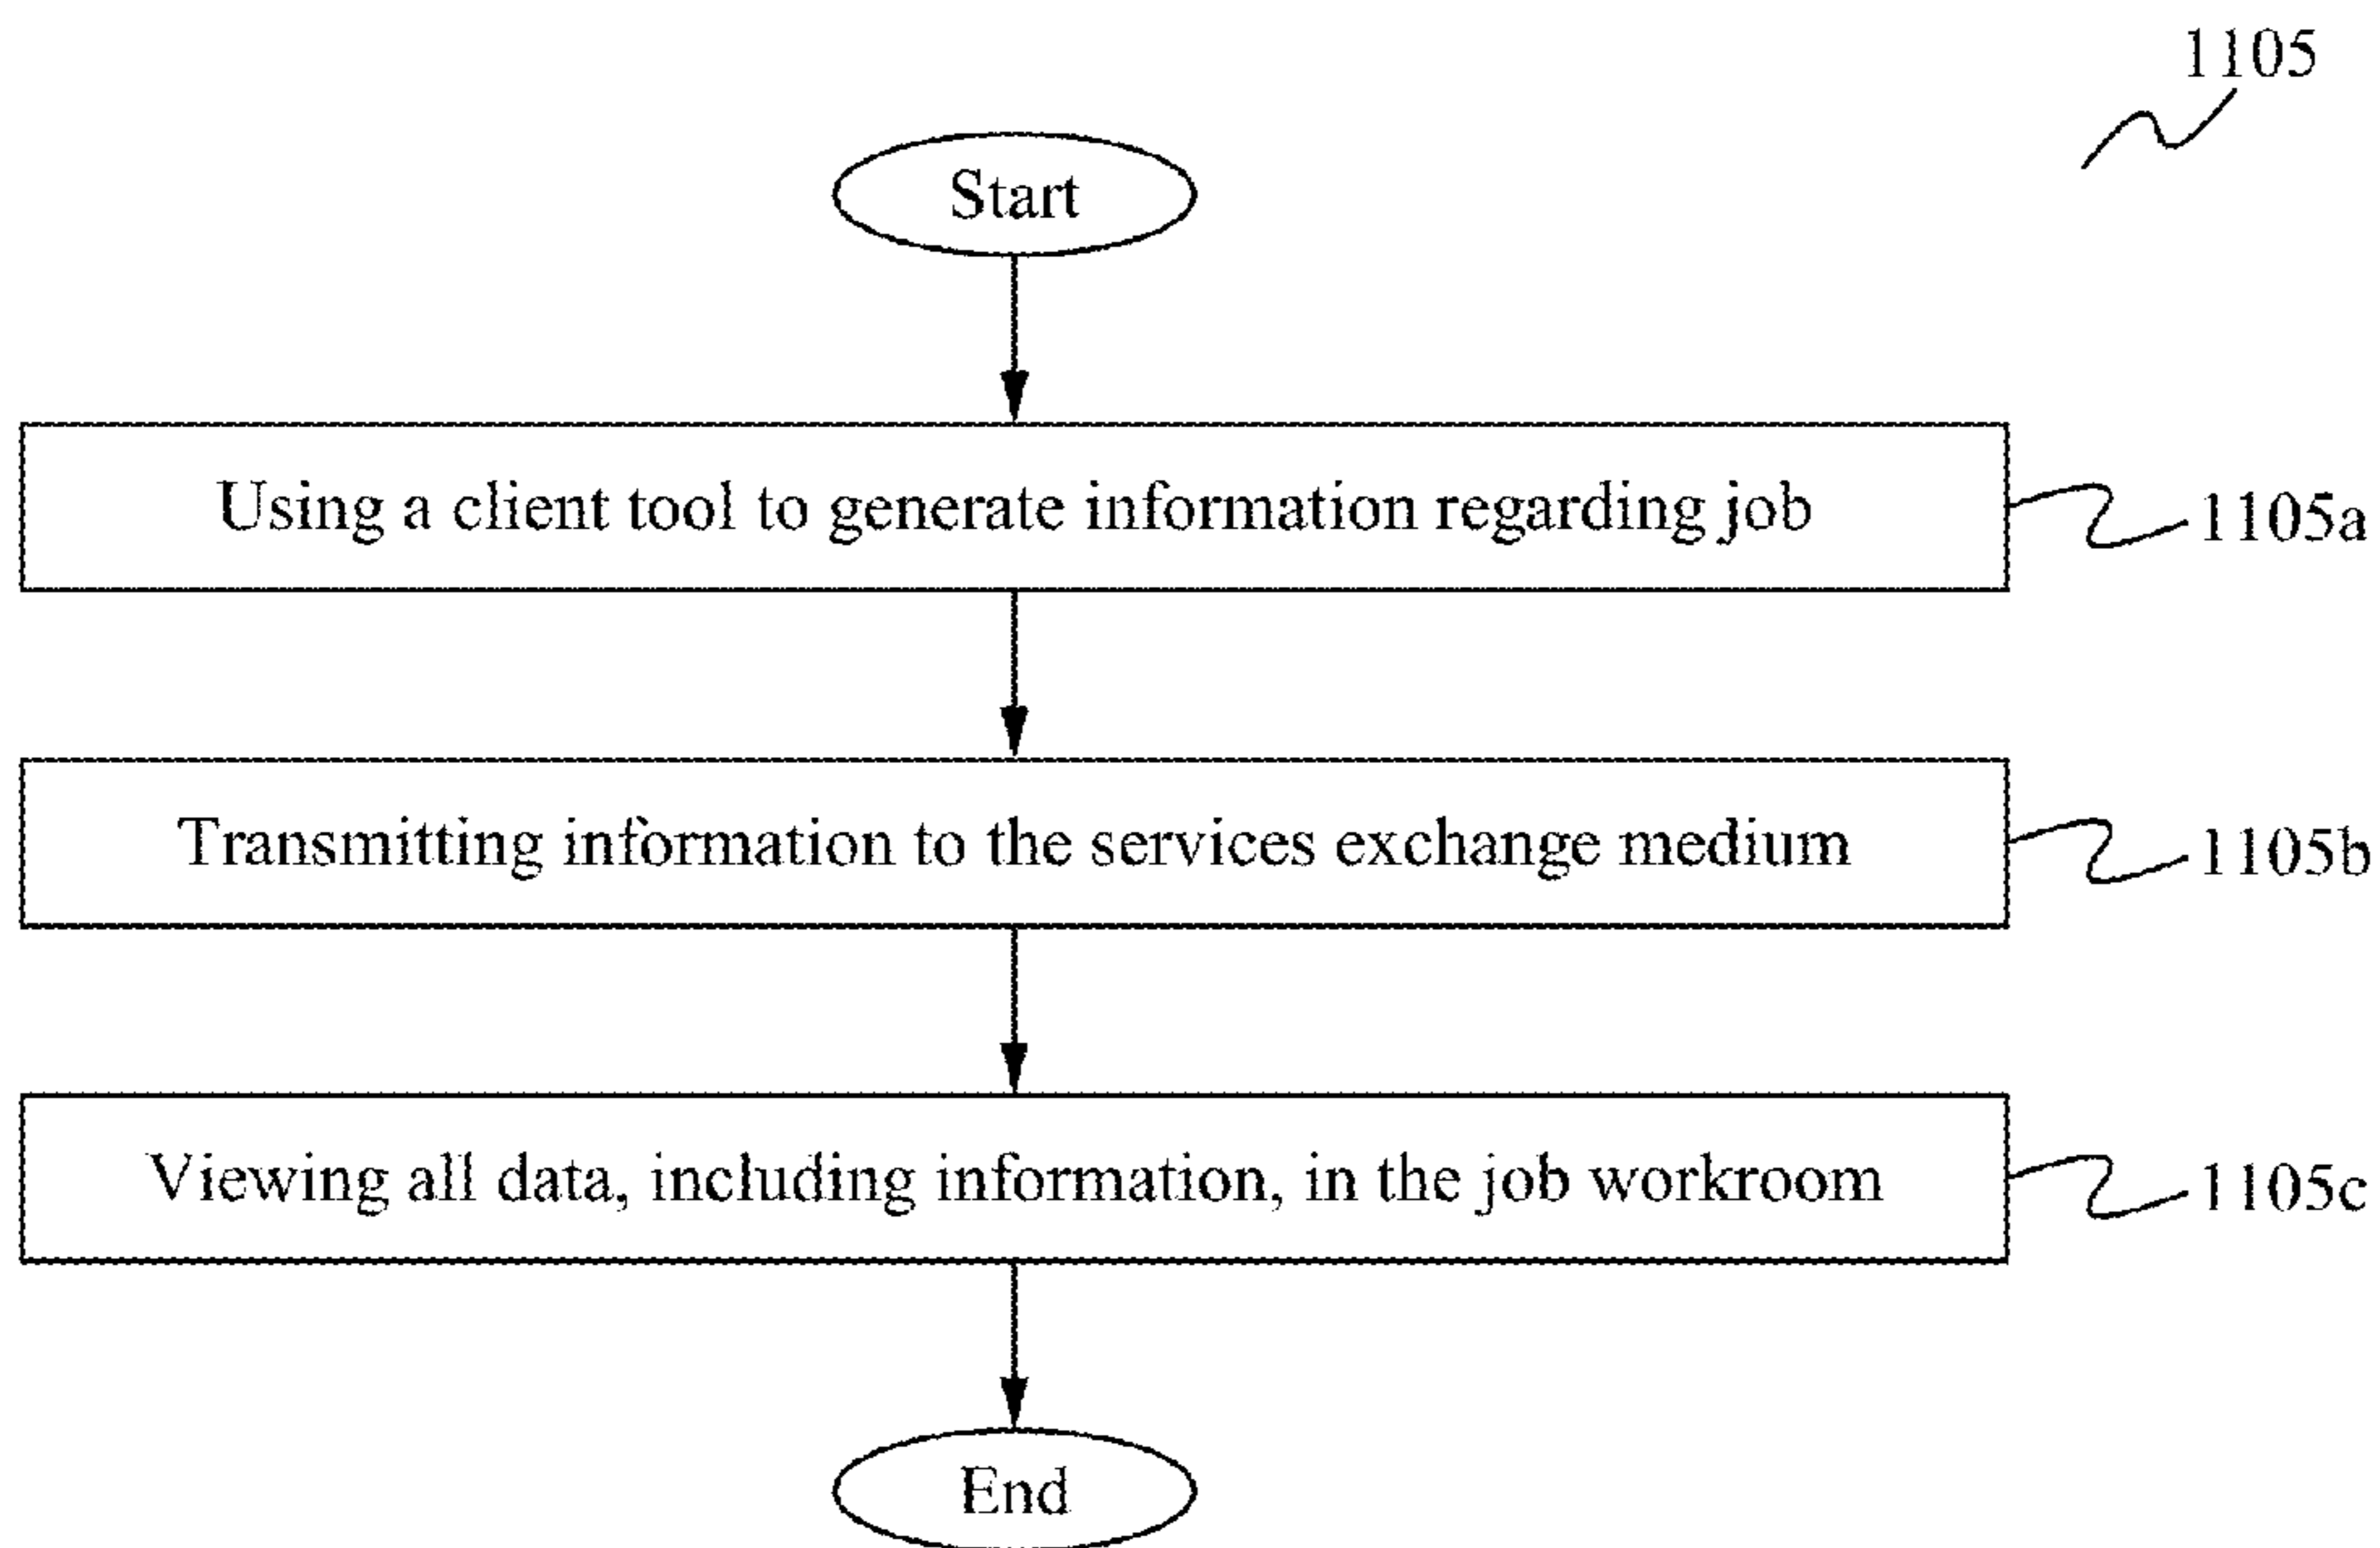 1105
Start
Using a client tool to generate information regarding job
1105a
Transmitting information to the services exchange medium
1105b
Viewing all data, including information, in the job workroom
1105c
End